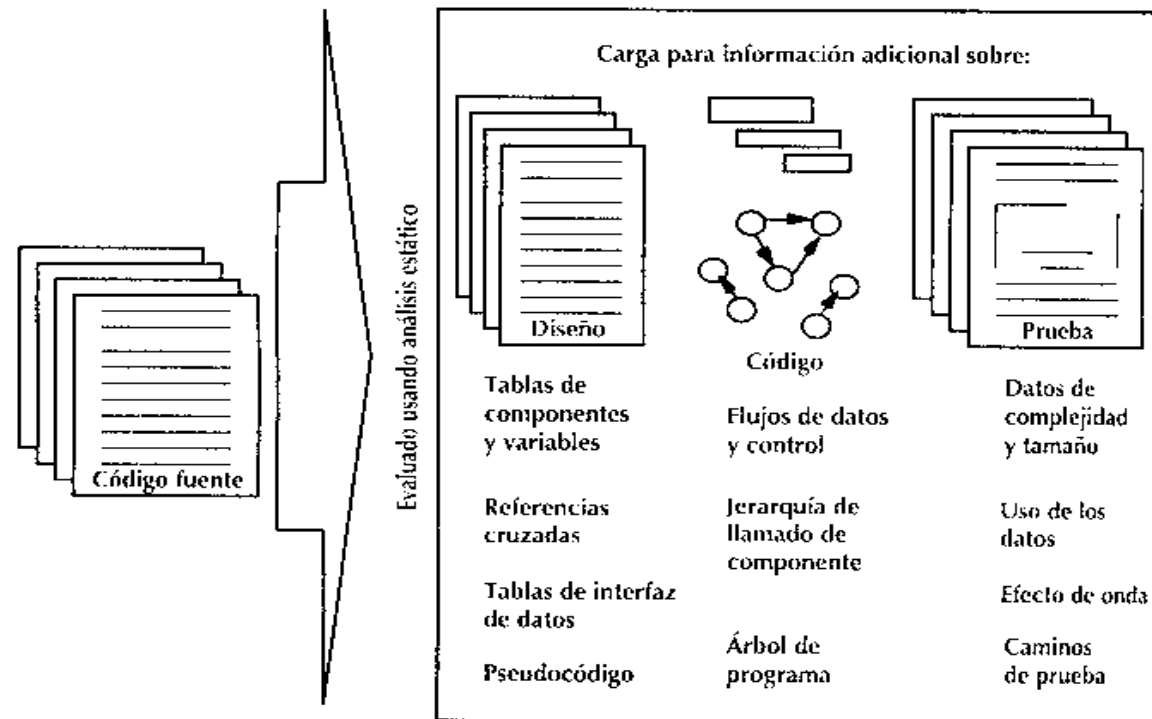 Carga para información adicional sobre:
Código fuente
Evaluado usando análisis estático
Diseño
Tablas de
componentes
y variables
Referencias
cruzadas
Tablas de interfaz
de datos
Pseudocódigo
Código
Flujos de datos
y control
Jerarquía de
llamado de
componente
Árbol de
programa
Prueba
Datos de
complejidad
y tamaño
Uso de los
datos
Efecto de onda
Caminos
de prueba